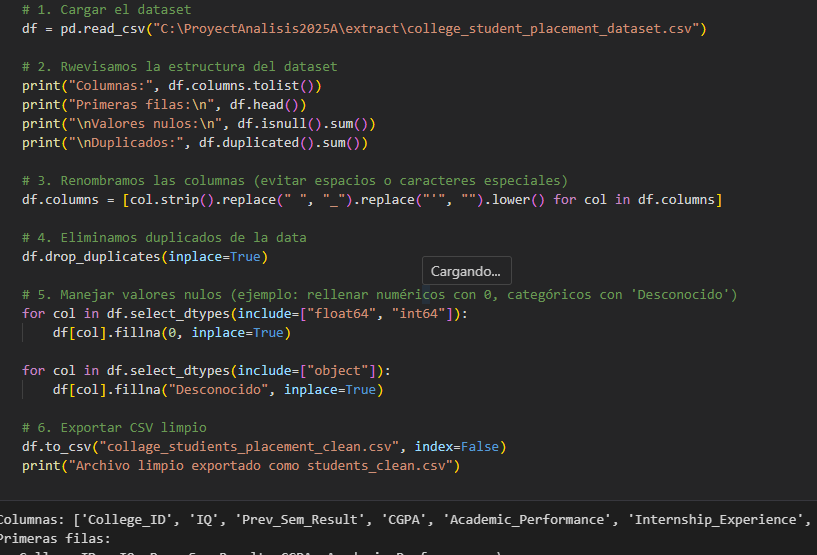 # 1. Cargar el dataset
df = pd.read_csv("C:\ProyectAnalisis2025A\extract\college_student_placement_dataset.csv")
# 2. Rwevisamos la estructura del dataset
print("Columnas:", df.columns.tolist())
print("Primeras filas:\n", df.head())
print("\nValores nulos:\n", df.isnull().sum())
print("\nDuplicados:", df.duplicated().sum())
# 3. Renombramos las columnas (evitar espacios o caracteres especiales)
df.columns = [col.strip().replace(" ", "_").replace("'", "").lower() for col in df.columns]
# 4. Eliminamos duplicados de la data
df.drop_duplicates(inplace=True)
Cargando...
# 5. Manejar valores nulos (ejemplo: rellenar numéricos con 0, categóricos con 'Desconocido')
for col in df.select_dtypes(include=["float64", "int64"]):
    df[col].fillna(0, inplace=True)
for col in df.select_dtypes(include=["object"]):
    df[col].fillna("Desconocido", inplace=True)
# 6. Exportar CSV limpio
df.to_csv("collage_studients_placement_clean.csv", index=False)
print("Archivo limpio exportado como students_clean.csv")
Columnas: ['College_ID', 'IQ', 'Prev_Sem_Result', 'CGPA', 'Academic_Performance', 'Internship_Experience',
Primeras filas: